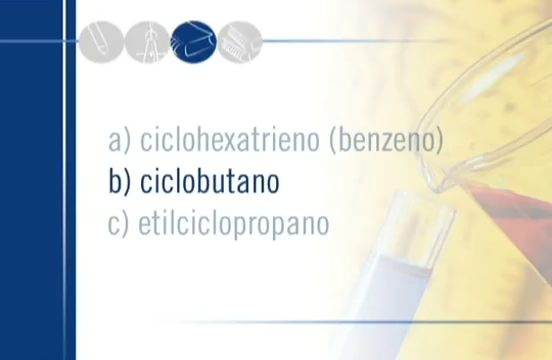 a) ciclohexatrieno (benzeno)
b) ciclobutano
c) etilciclopropano